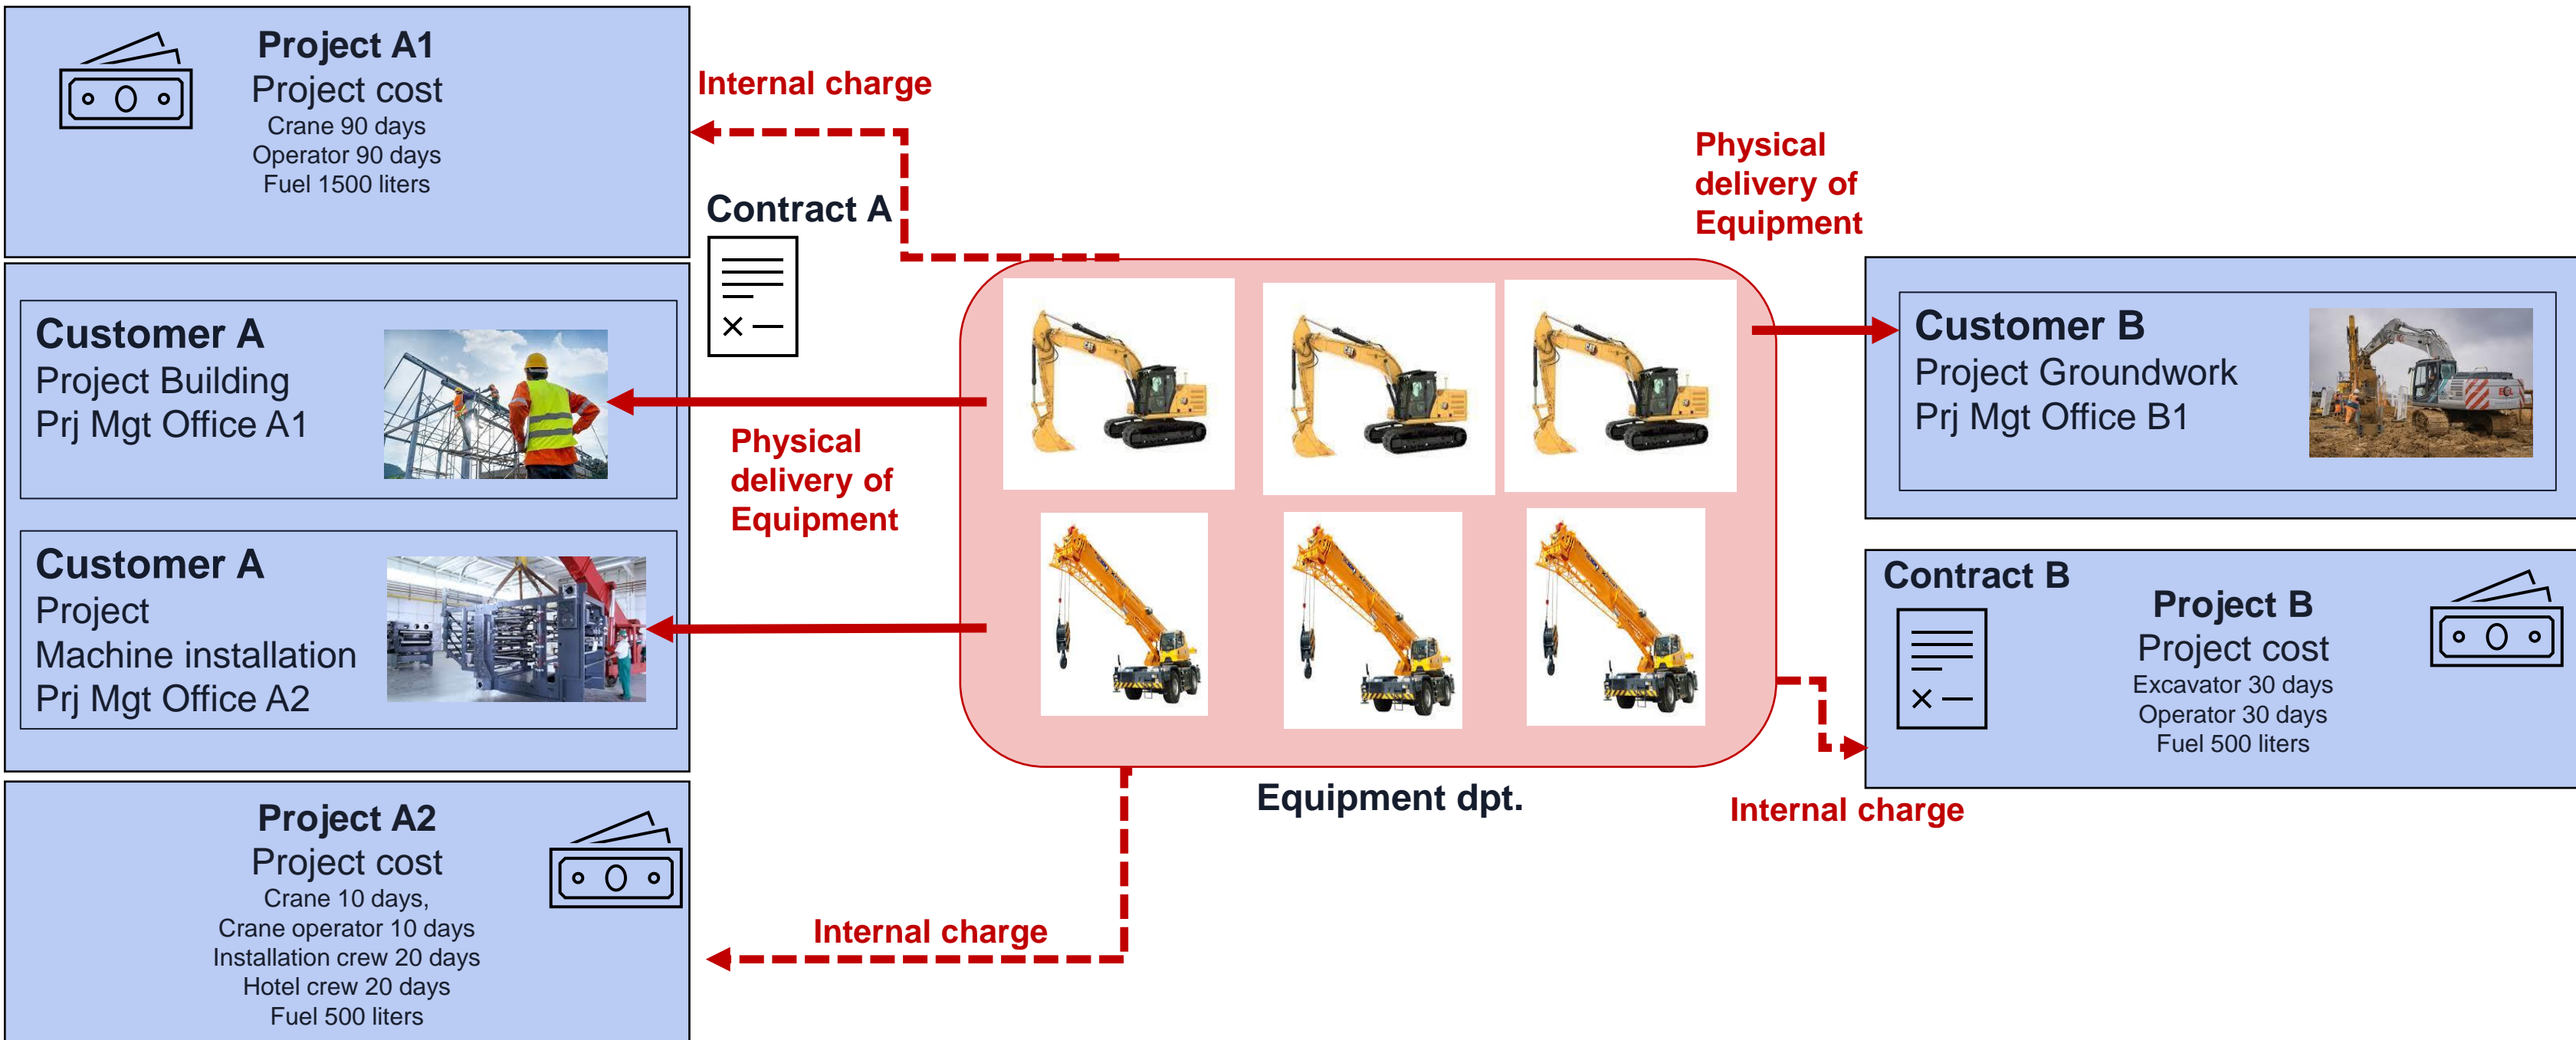 Project A1
Project cost
Crane 90 days
Operator 90 days
Fuel 1500 liters
Internal charge
Contract A
Customer A
Project Building
Prj Mgt Office A1
Customer A
Project
Machine installation
Prj Mgt Office A2
Physical
delivery of
Equipment
Project A2
Project cost
Crane 10 days,
Crane operator 10 days
Installation crew 20 days
Hotel crew 20 days
Fuel 500 liters
Internal charge
Equipment dpt.
Physical
delivery of
Equipment
Customer B
Project Groundwork
Prj Mgt Office B1
Contract B
Project B
Project cost
Excavator 30 days
Operator 30 days
Fuel 500 liters
Internal charge